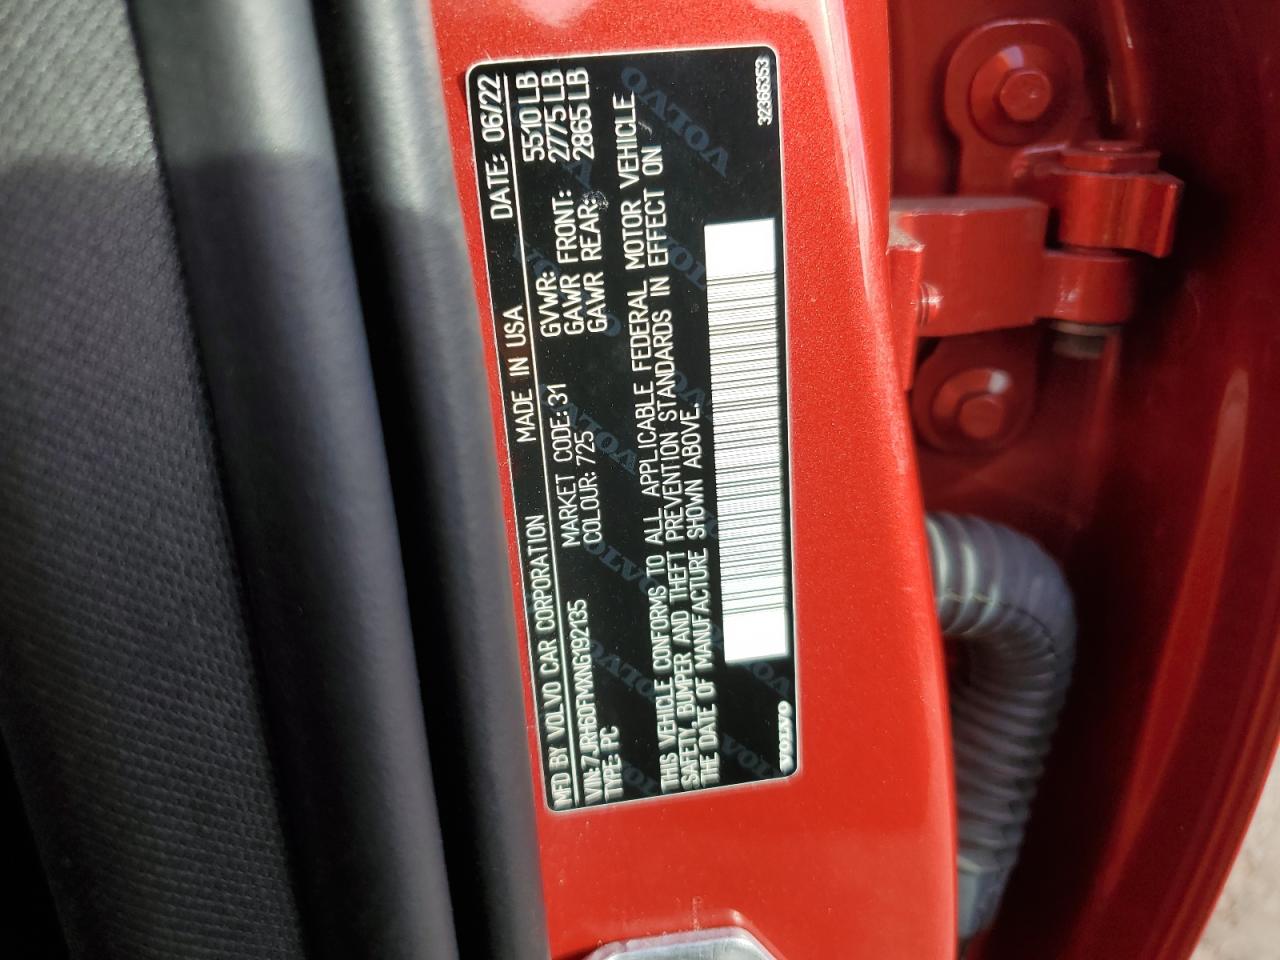 MFD BY VOLVO CAR CORPORATION MADE IN USA DATE: 06/22
VIN: 7JRH60FMXNG192135 MARKET CODE: 31 GVWR: 5510 LB
TYPE: PC COLOUR: 725 GAWR FRONT: 2775 LB
GAWR REAR: 2865 LB
THIS VEHICLE CONFORMS TO ALL APPLICABLE FEDERAL MOTOR VEHICLE
SAFETY, BUMPER AND THEFT PREVENTION STANDARDS IN EFFECT ON
THE DATE OF MANUFACTURE SHOWN ABOVE.
VOLVO 32366353